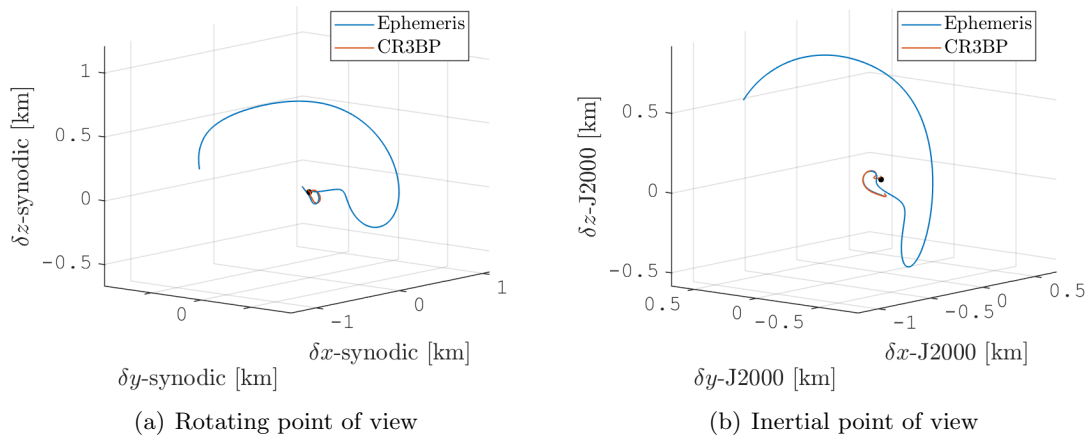 Ephemeris
CR3BP
1
0.5
0
-0.5
δz-synodic [km]
0
δy-synodic [km]
-1
0
1
δx-synodic [km]
(a) Rotating point of view
Ephemeris
CR3BP
0.5
0
-0.5
δz-J2000 [km]
0.5
0
-0.5
δy-J2000 [km]
-1
-0.5
0
0.5
δx-J2000 [km]
(b) Inertial point of view